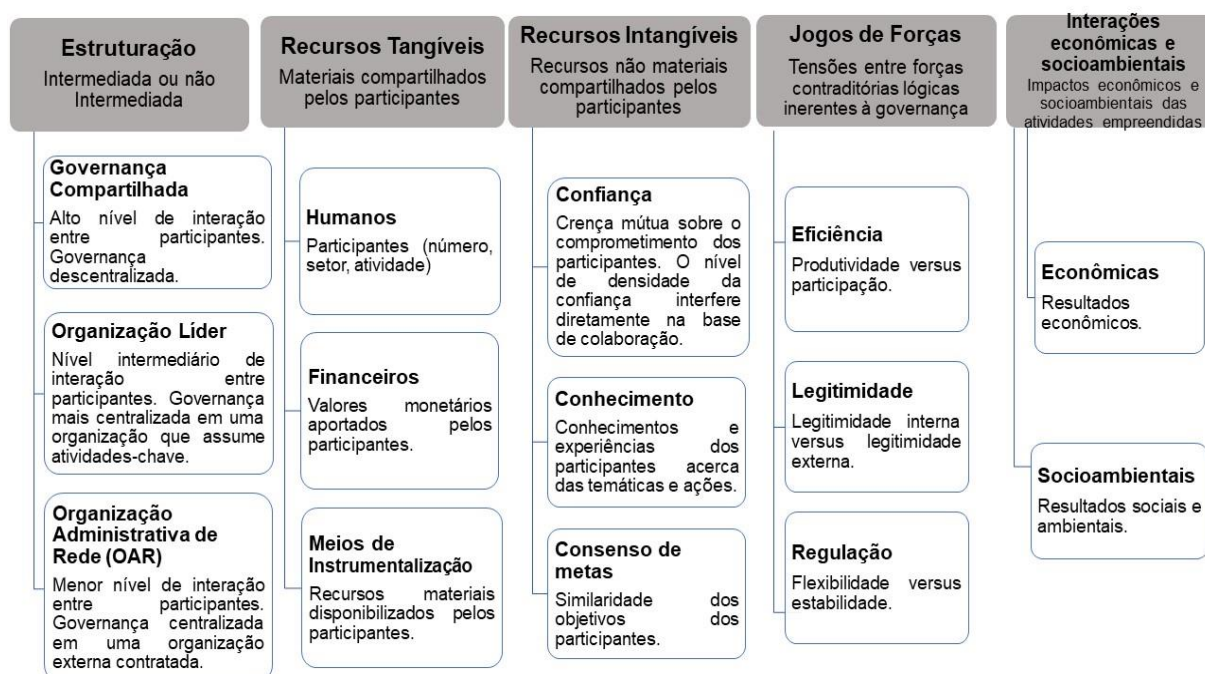 Estruturação
Intermediada ou não
Intermediada
Governança
Compartilhada
Alto nível de interação
entre participantes.
Governança
descentralizada.
Organização Líder
Nível intermediário de
interação entre
participantes. Governança
mais centralizada em uma
organização que assume
atividades-chave.
Organização
Administrativa de
Rede (OAR)
Menor nível de interação
entre participantes.
Governança centralizada
em uma organização
externa contratada.
Recursos Tangíveis
Materiais compartilhados
pelos participantes
Humanos
Participantes (número,
setor, atividade)
Financeiros
Valores monetários
aportados pelos
participantes.
Meios de
Instrumentalização
Recursos materiais
disponibilizados pelos
participantes.
Recursos Intangíveis
Recursos não materiais
compartilhados pelos
participantes
Confiança
Crença mútua sobre o
comprometimento dos
participantes. O nível
de densidade da
confiança interfere
diretamente na base
de colaboração.
Conhecimento
Conhecimentos e
experiências dos
participantes acerca
das temáticas e ações.
Consenso de
metas
Similaridade dos
objetivos dos
participantes.
Jogos de Forças
Tensões entre forças
contraditórias lógicas
inerentes à governança
Eficiência
Produtividade versus
participação.
Legitimidade
Legitimidade interna
versus legitimidade
externa.
Regulação
Flexibilidade versus
estabilidade.
Interações
econômicas e
socioambientais
Impactos econômicos e
socioambientais das
atividades empreendidas
Econômicas
Resultados
econômicos.
Socioambientais
Resultados sociais e
ambientais.